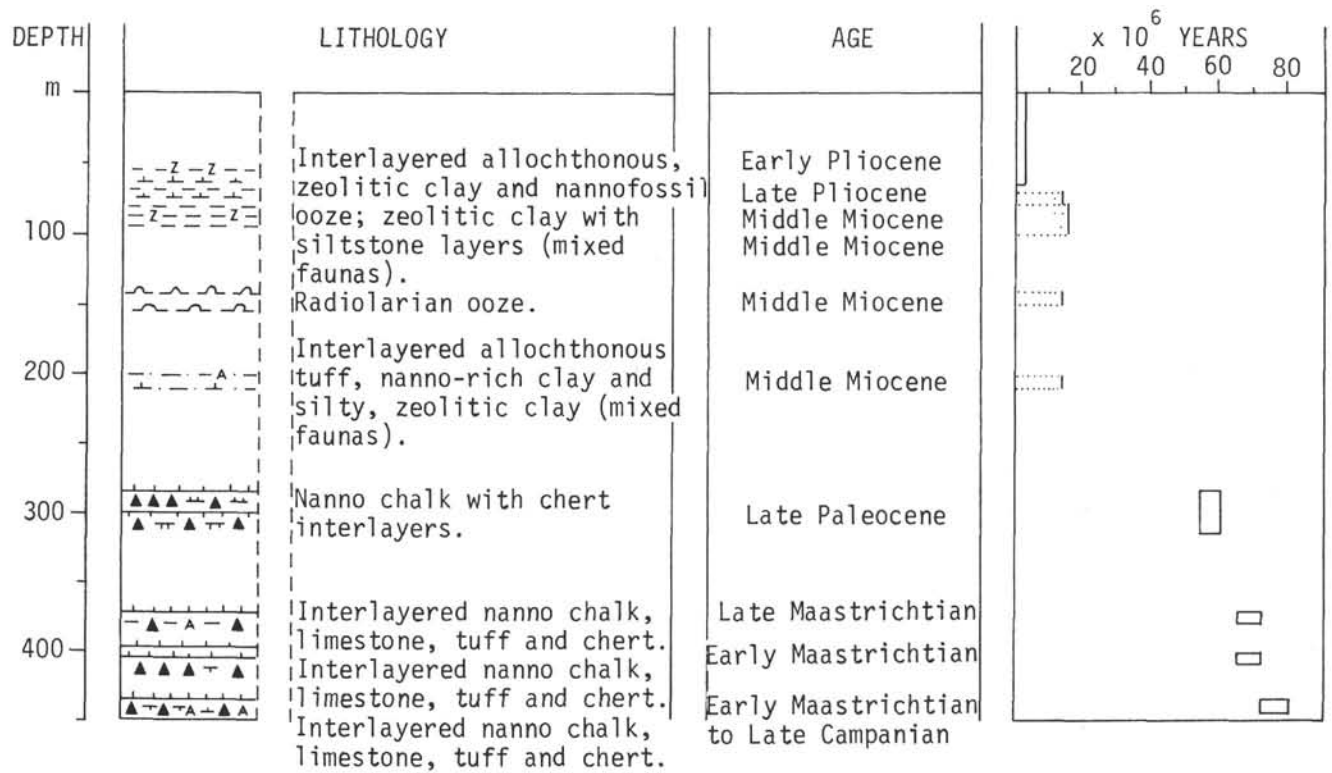 DEPTH
m
100
200
300
400
LITHOLOGY
Z Z
Z Z
A
A
A A
Interlayered allochthonous,
zeolitic clay and nannofossil
ooze; zeolitic clay with
siltstone layers (mixed
faunas).
Radiolarian ooze.
Interlayered allochthonous
tuff, nanno-rich clay and
silty, zeolitic clay (mixed
faunas).
Nanno chalk with chert
interlayers.
Interlayered nanno chalk,
limestone, tuff and chert.
Interlayered nanno chalk,
limestone, tuff and chert.
Interlayered nanno chalk,
limestone, tuff and chert.
AGE
Early Pliocene
Late Pliocene
Middle Miocene
Middle Miocene
Middle Miocene
Middle Miocene
Late Paleocene
Late Maastrichtian
Early Maastrichtian
Early Maastrichtian
to Late Campanian
x 10⁶ YEARS
20 40 60 80